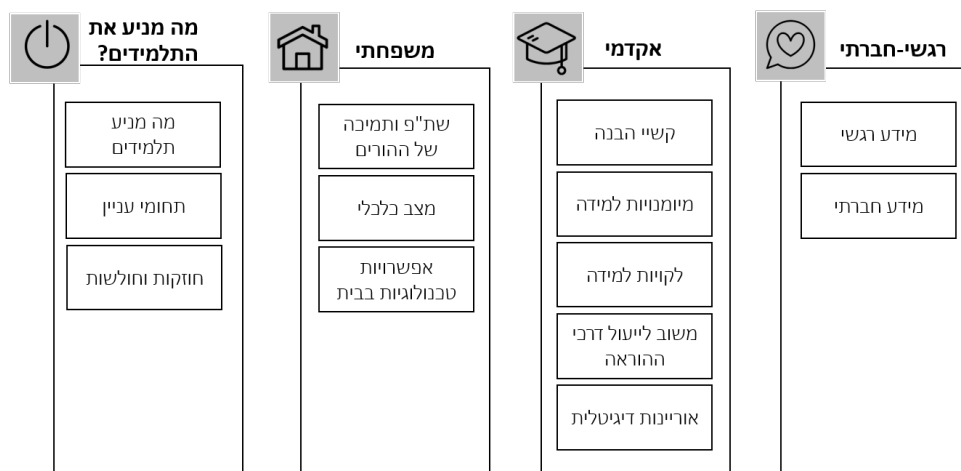 רגשי-חברתי
מידע רגשי
מידע חברתי
אקדמי
קשיי הבנה
מיומנויות למידה
לקויות למידה
משוב לייעול דרכי
ההוראה
אוריינות דיגיטלית
משפחתי
שת"פ ותמיכה
של ההורים
מצב כלכלי
אפשרויות
טכנולוגיות בבית
מה מניע את
התלמידים?
מה מניע
תלמידים
תחומי עניין
חוזקות וחולשות